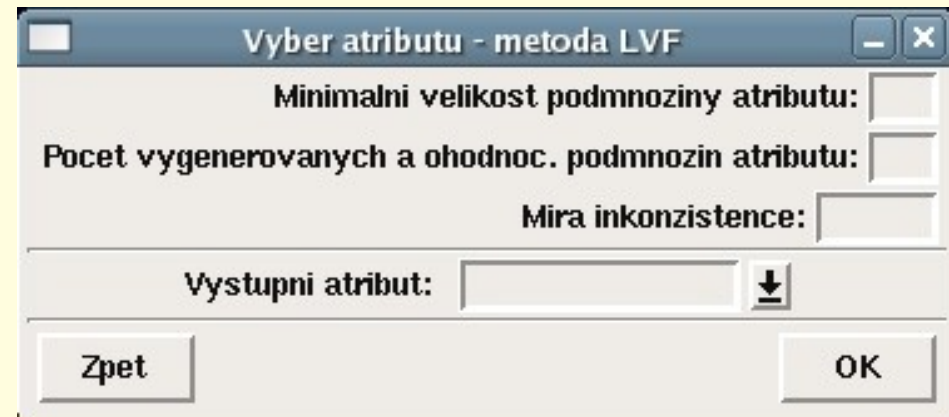 Vyber atributu - metoda LVF
Minimalni velikost podmnoziny atributu:
Pocet vygenerovanych a ohodnoc. podmnozin atributu:
Mira inkonzistence:
Vystupni atribut:
Zpet
OK